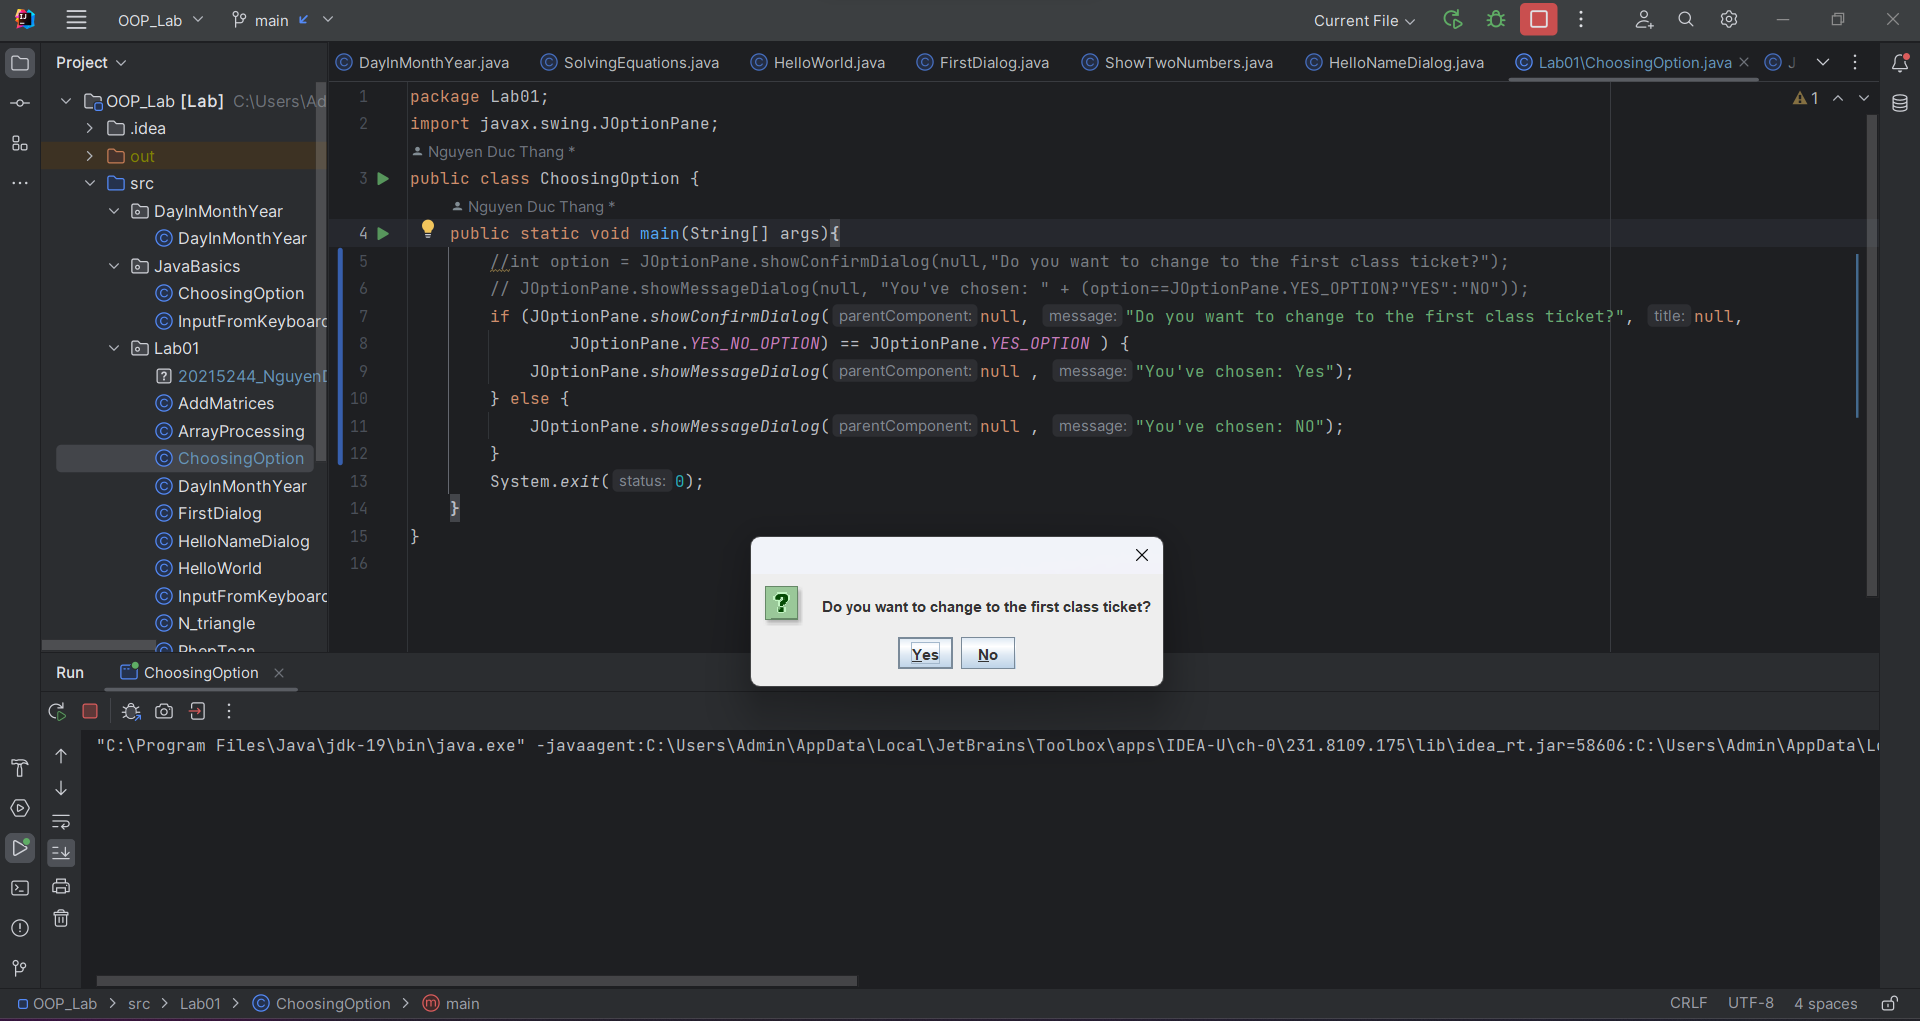 OOP_Lab
main
Current File
Project
DayInMonthYear.java
SolvingEquations.java
HelloWorld.java
FirstDialog.java
ShowTwoNumbers.java
HelloNameDialog.java
Lab01\ChoosingOption.java
J
OOP_Lab [Lab] C:\Users\Ad
.idea
out
src
DayInMonthYear
DayInMonthYear
JavaBasics
ChoosingOption
InputFromKeyboard
Lab01
20215244_NguyenD
AddMatrices
ArrayProcessing
ChoosingOption
DayInMonthYear
FirstDialog
HelloNameDialog
HelloWorld
InputFromKeyboard
N_triangle
PhepToan
1 package Lab01;
1
2 import javax.swing.JOptionPane;
Nguyen Duc Thang *
3 public class ChoosingOption {
Nguyen Duc Thang *
4 public static void main(String[] args){
5 //int option = JOptionPane.showConfirmDialog(null,"Do you want to change to the first class ticket?");
6 // JOptionPane.showMessageDialog(null, "You've chosen: " + (option==JOptionPane.YES_OPTION?"YES":"NO"));
7 if (JOptionPane.showConfirmDialog( parentComponent: null, message: "Do you want to change to the first class ticket?", title: null,
8 JOptionPane.YES_NO_OPTION) == JOptionPane.YES_OPTION ) {
9 JOptionPane.showMessageDialog( parentComponent: null , message: "You've chosen: Yes");
10 } else {
11 JOptionPane.showMessageDialog( parentComponent: null , message: "You've chosen: NO");
12 }
13 System.exit( status: 0);
14 }
15 }
16
Do you want to change to the first class ticket?
Yes No
Run
ChoosingOption
"C:\Program Files\Java\jdk-19\bin\java.exe" -javaagent:C:\Users\Admin\AppData\Local\JetBrains\Toolbox\apps\IDEA-U\ch-0\231.8109.175\lib\idea_rt.jar=58606:C:\Users\Admin\AppData\Lo
OOP_Lab > src > Lab01 > ChoosingOption > main
CRLF UTF-8 4 spaces